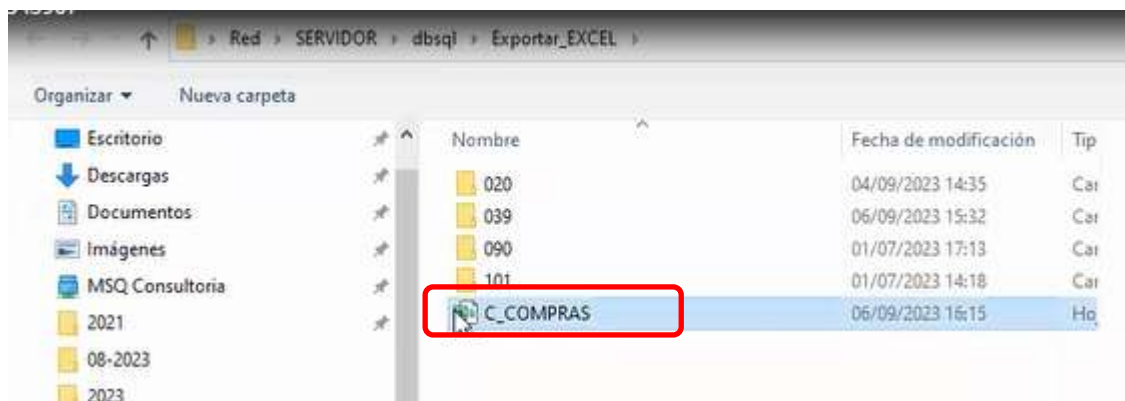 Red › SERVIDOR › dbsql › Exportar_EXCEL ›
Organizar Nueva carpeta
Nombre Fecha de modificación Tip
Escritorio
Descargas
Documentos
Imágenes
MSQ Consultoria
2021
08-2023
2023
020 04/09/2023 14:35 Car
039 06/09/2023 15:32 Car
090 01/07/2023 17:13 Car
101 01/07/2023 14:18 Car
C_COMPRAS 06/09/2023 16:15 Ho